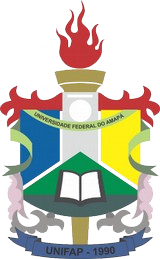 UNIVERSIDADE FEDERAL DO AMAPÁ
UNIFAP - 1990